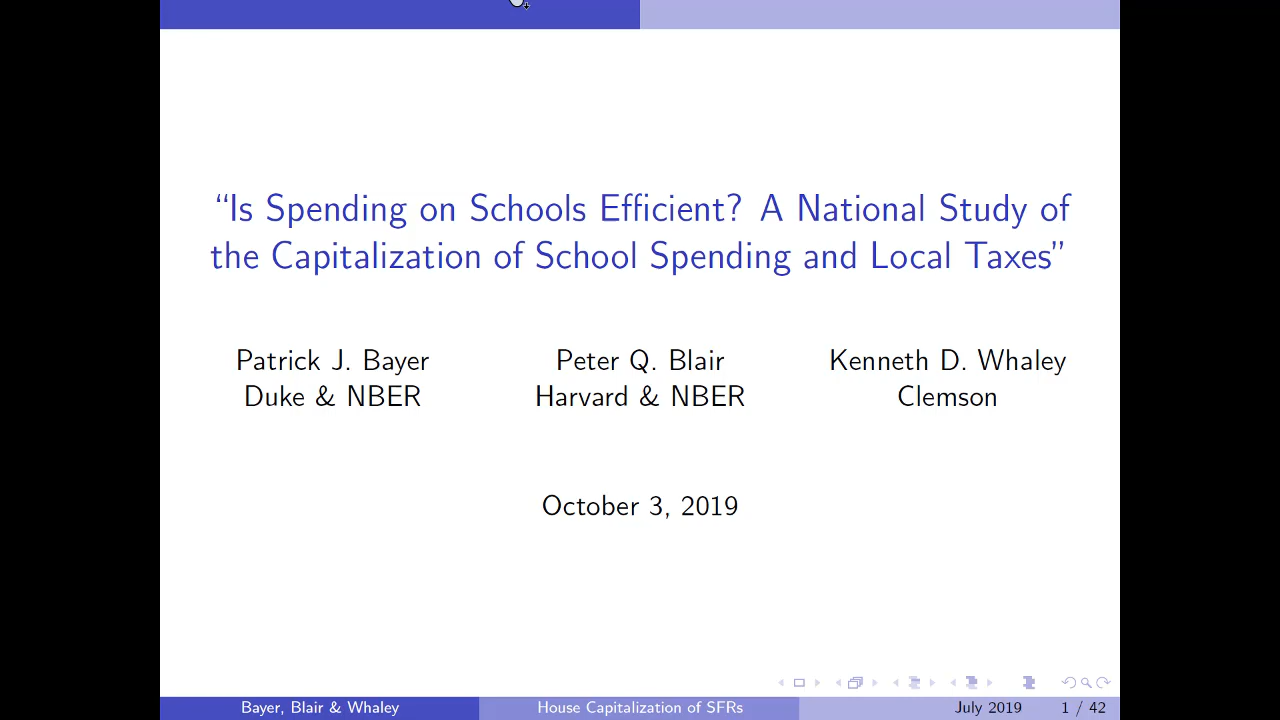 “Is Spending on Schools Efficient? A National Study of
the Capitalization of School Spending and Local Taxes”
Patrick J. Bayer
Duke & NBER
Peter Q. Blair
Harvard & NBER
Kenneth D. Whaley
Clemson
October 3, 2019
Bayer, Blair & Whaley
House Capitalization of SFRs
July 2019
1 / 42